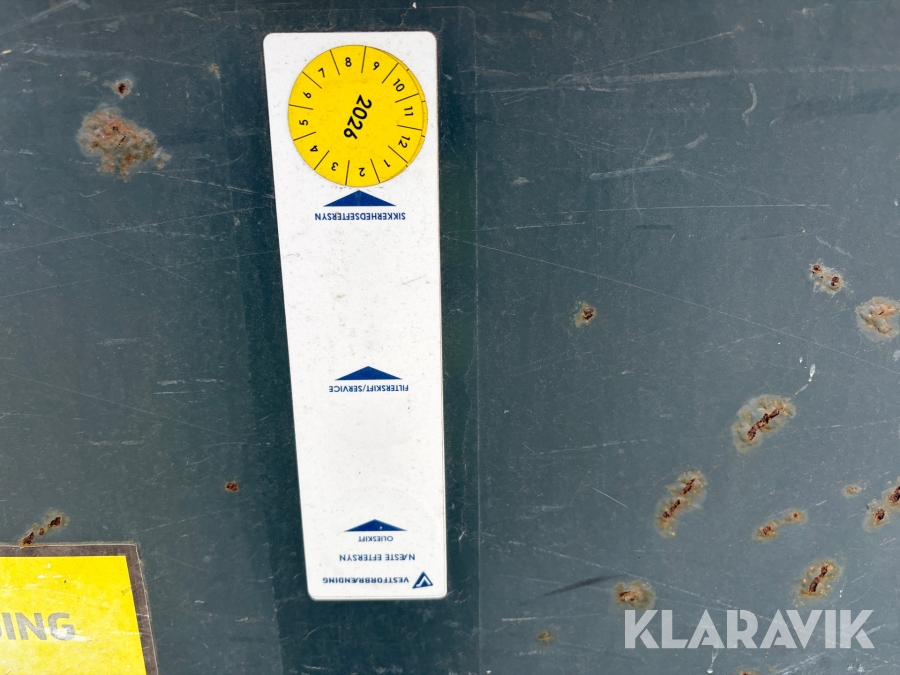 VESTFORBRÆNDING
NÆSTE EFTERSYN
OLIESKIFT
FILTERSKIFT/SERVICE
SIKKERHEDSEFTERSYN
1 2 3 4 5 6 7 8 9 10 11 12
2026
ING
KLARAVIK